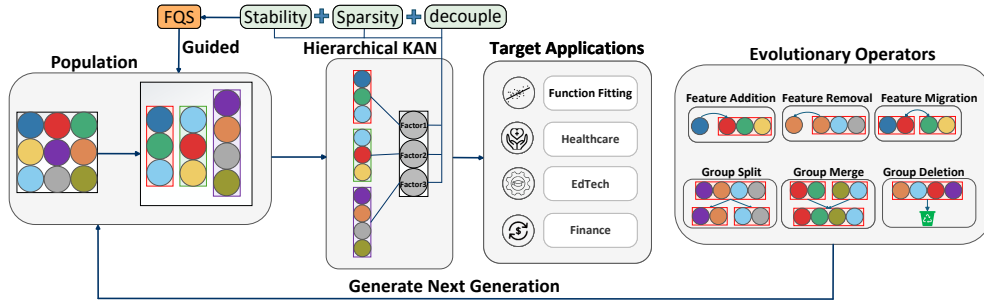 FQS
Stability + Sparsity + decouple
Guided
Population
Hierarchical KAN
Factor1
Factor2
Factor3
Target Applications
Function Fitting
Healthcare
EdTech
Finance
$
Evolutionary Operators
Feature Addition
Feature Removal
Feature Migration
Group Split
Group Merge
Group Deletion
Generate Next Generation